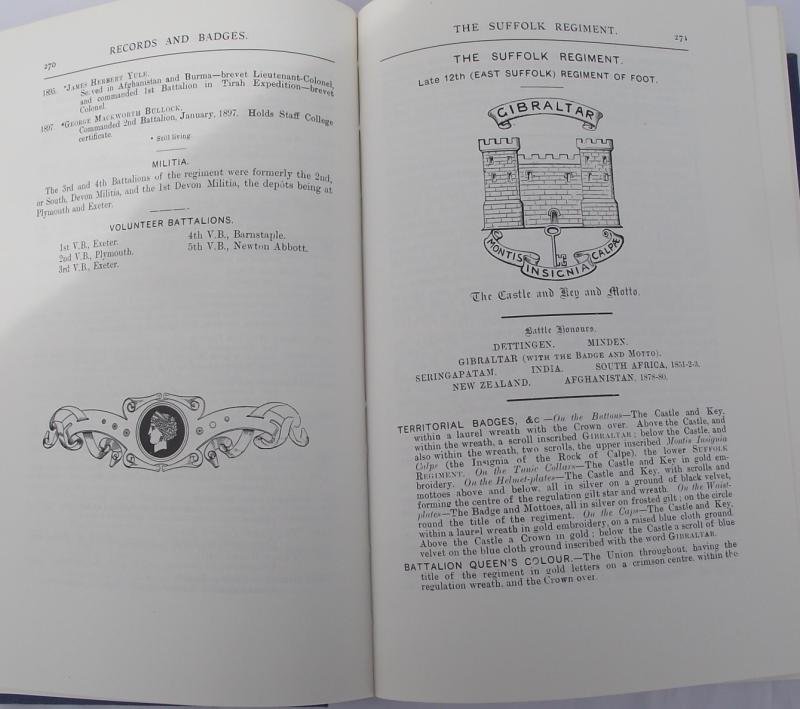 270
RECORDS AND BADGES.
1895. *JAMES HERBERT YULE.
Served in Afghanistan and Burma—brevet Lieutenant-Colonel,
and commanded 1st Battalion in Tirah Expedition—brevet
Colonel.
1897. *GEORGE MACKWORTH BULLOCK.
Commanded 2nd Battalion, January, 1897. Holds Staff College
certificate.
* Still living.
MILITIA.
The 3rd and 4th Battalions of the regiment were formerly the 2nd,
or South, Devon Militia, and the 1st Devon Militia, the depôts being at
Plymouth and Exeter.
VOLUNTEER BATTALIONS.
1st V.B., Exeter.
2nd V.B., Plymouth.
3rd V.B., Exeter.
4th V.B., Barnstaple.
5th V.B., Newton Abbott.
THE SUFFOLK REGIMENT.
271
THE SUFFOLK REGIMENT.
Late 12th (EAST SUFFOLK) REGIMENT OF FOOT.
GIBRALTAR
MONTIS INSIGNIA CALPÆ
The Castle and Key and Motto.
Battle Honours.
DETTINGEN. MINDEN.
GIBRALTAR (WITH THE BADGE AND MOTTO).
SERINGAPATAM. INDIA. SOUTH AFRICA, 1851-2-3.
NEW ZEALAND. AFGHANISTAN, 1878-80.
TERRITORIAL BADGES, &c.—On the Buttons—The Castle and Key,
within a laurel wreath with the Crown over. Above the Castle, and
within the wreath, a scroll inscribed GIBRALTAR; below the Castle, and
also within the wreath, two scrolls, the upper inscribed Montis Insignia
Calpe (the Insignia of the Rock of Calpe), the lower SUFFOLK
REGIMENT. On the Tunic Collars—The Castle and Key in gold em-
broidery. On the Helmet-plates—The Castle and Key, with scrolls and
mottoes above and below, all in silver on a ground of black velvet,
forming the centre of the regulation gilt star and wreath. On the Waist-
plates—The Badge and Mottoes, all in silver on frosted gilt; on the circle
round the title of the regiment. On the Caps—The Castle and Key,
within a laurel wreath in gold embroidery, on a raised blue cloth ground.
Above the Castle a Crown in gold; below the Castle a scroll of blue
velvet on the blue cloth ground inscribed with the word GIBRALTAR.
BATTALION QUEEN'S COLOUR.—The Union throughout, having the
title of the regiment in gold letters on a crimson centre, within the
regulation wreath, and the Crown over.